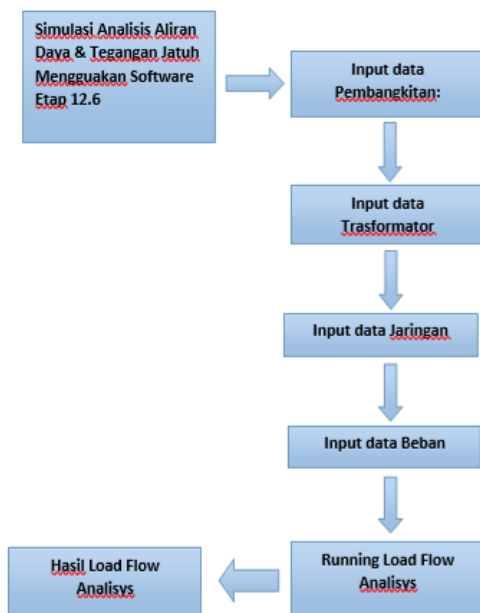 Simulasi Analisis Aliran
Daya & Tegangan Jatuh
Mengguakan Software
Etap 12.6
Input data
Pembangkitan:
Input data
Trasformator
Input data Jaringan
Input data Beban
Running Load Flow
Analisys
Hasil Load Flow
Analisys